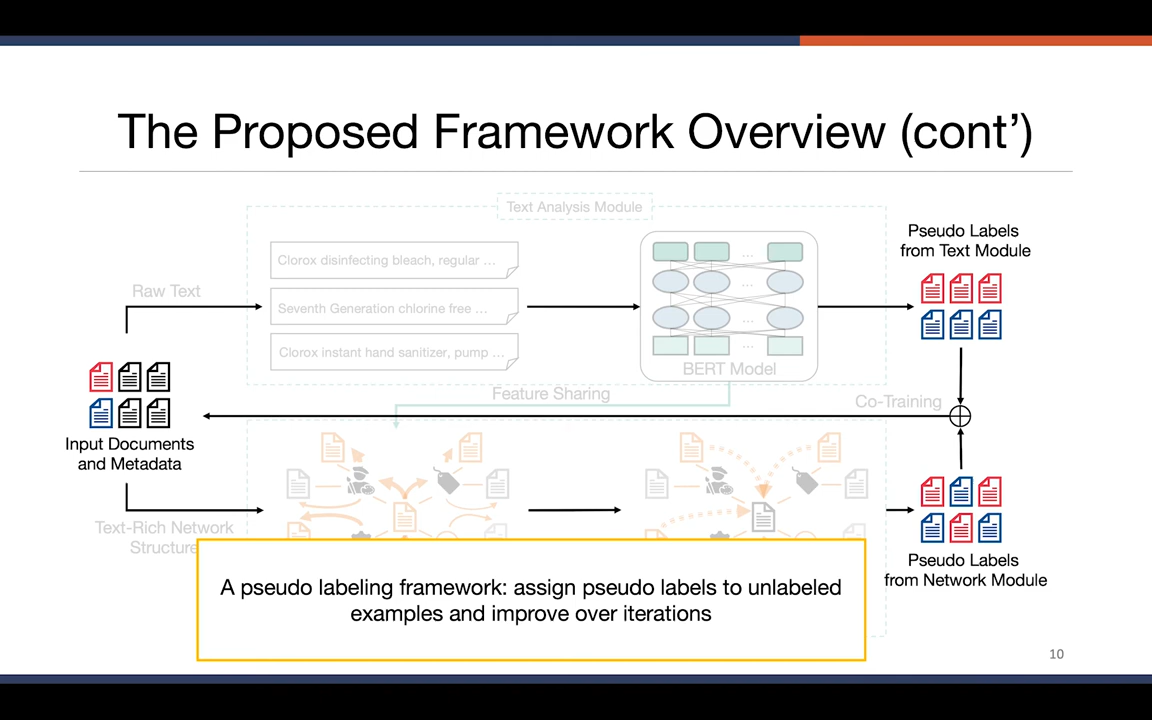 The Proposed Framework Overview (cont’)
Text Analysis Module
Pseudo Labels
from Text Module
Raw Text
Clorox disinfecting bleach, regular ...
Seventh Generation chlorine free ...
Clorox instant hand sanitizer, pump ...
...
...
...
...
BERT Model
Feature Sharing
Co-Training
Input Documents
and Metadata
Text-Rich Network
Structure
Pseudo Labels
from Network Module
A pseudo labeling framework: assign pseudo labels to unlabeled
examples and improve over iterations
10